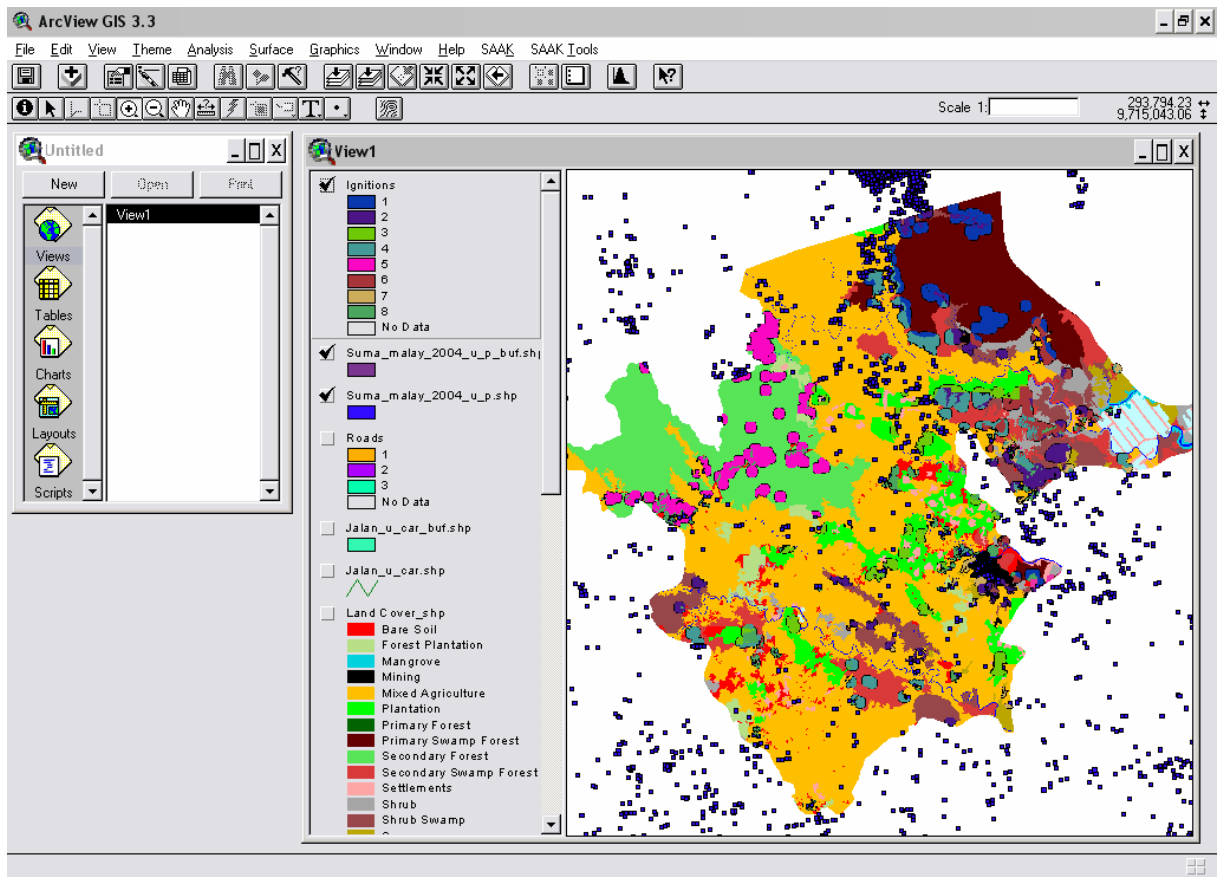 ArcView GIS 3.3
File Edit View Theme Analysis Surface Graphics Window Help SAAK SAAK Tools
Scale 1:
293,794.23
9,715,043.06
Untitled
New Open Print
View1
Views
Tables
Charts
Layouts
Scripts
View1
Ignitions
1
2
3
4
5
6
7
8
No Data
Suma_malay_2004_u_p_buf.shp
Suma_malay_2004_u_p.shp
Roads
1
2
3
No Data
Jalan_u_car_buf.shp
Jalan_u_car.shp
Land Cover_shp
Bare Soil
Forest Plantation
Mangrove
Mining
Mixed Agriculture
Plantation
Primary Forest
Primary Swamp Forest
Secondary Forest
Secondary Swamp Forest
Settlements
Shrub
Shrub Swamp